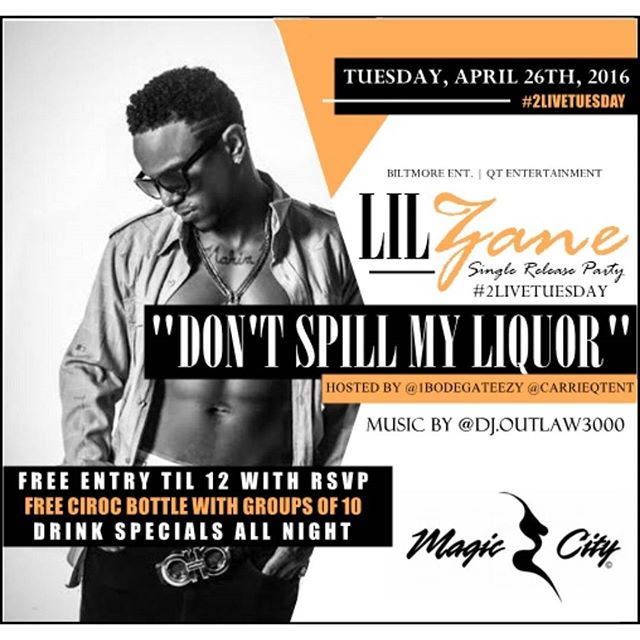 TUESDAY, APRIL 26TH, 2016
#2LIVETUESDAY
BILTMORE ENT. | QT ENTERTAINMENT
LIL Zane
Single Release Party
#2LIVETUESDAY
"DON'T SPILL MY LIQUOR"
HOSTED BY @1BODEGATEEZY @CARRIEQTENT
MUSIC BY @DJ.OUTLAW3000
FREE ENTRY TIL 12 WITH RSVP
FREE CIROC BOTTLE WITH GROUPS OF 10
DRINK SPECIALS ALL NIGHT
Magic City
©